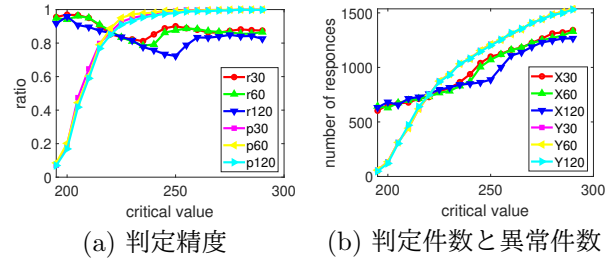 1
0.8
0.6
0.4
0.2
0
ratio
200
250
300
critical value
r30
r60
r120
p30
p60
p120
(a) 判定精度
1500
1000
500
0
number of responces
200
250
300
critical value
X30
X60
X120
Y30
Y60
Y120
(b) 判定件数と異常件数